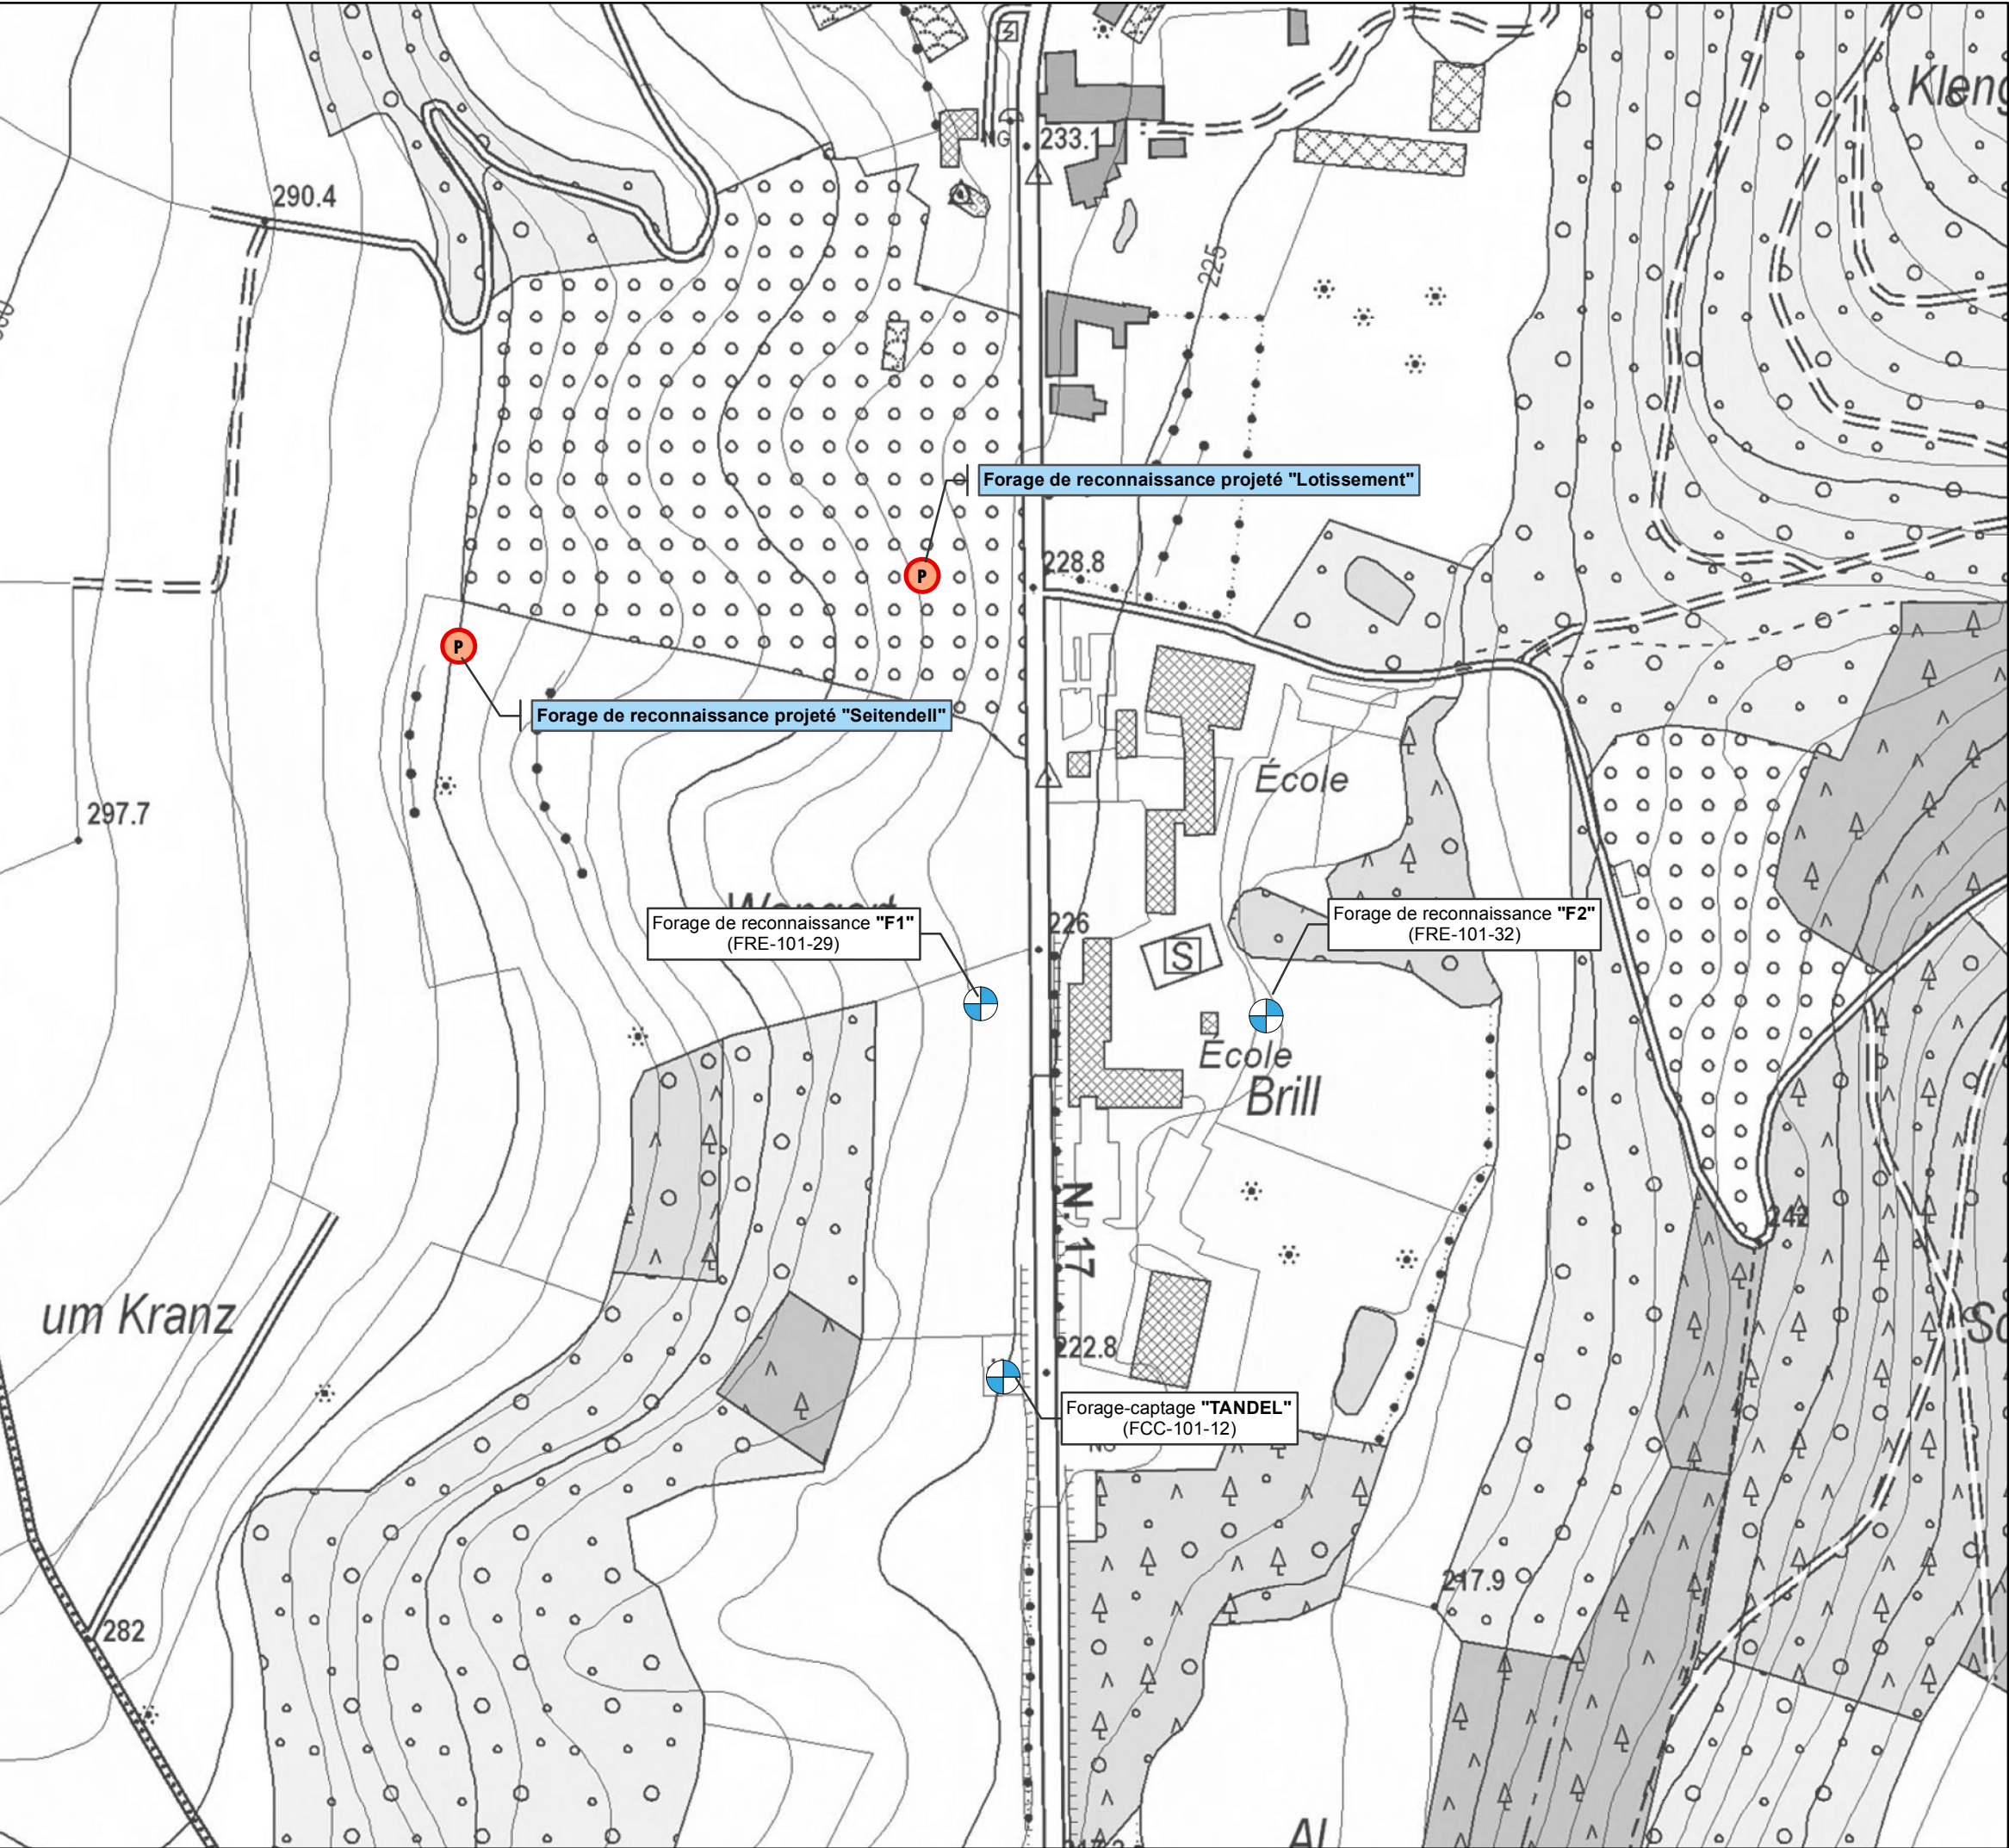 NG
233.1
290.4
225
Forage de reconnaissance projeté "Lotissement"
P
228.8
P
Forage de reconnaissance projeté "Seitendell"
École
297.7
Forage de reconnaissance "F1"
(FRE-101-29)
226
Forage de reconnaissance "F2"
(FRE-101-32)
S
École
Brill
N. 17
242
um Kranz
222.8
Forage-captage "TANDEL"
(FCC-101-12)
217.9
282